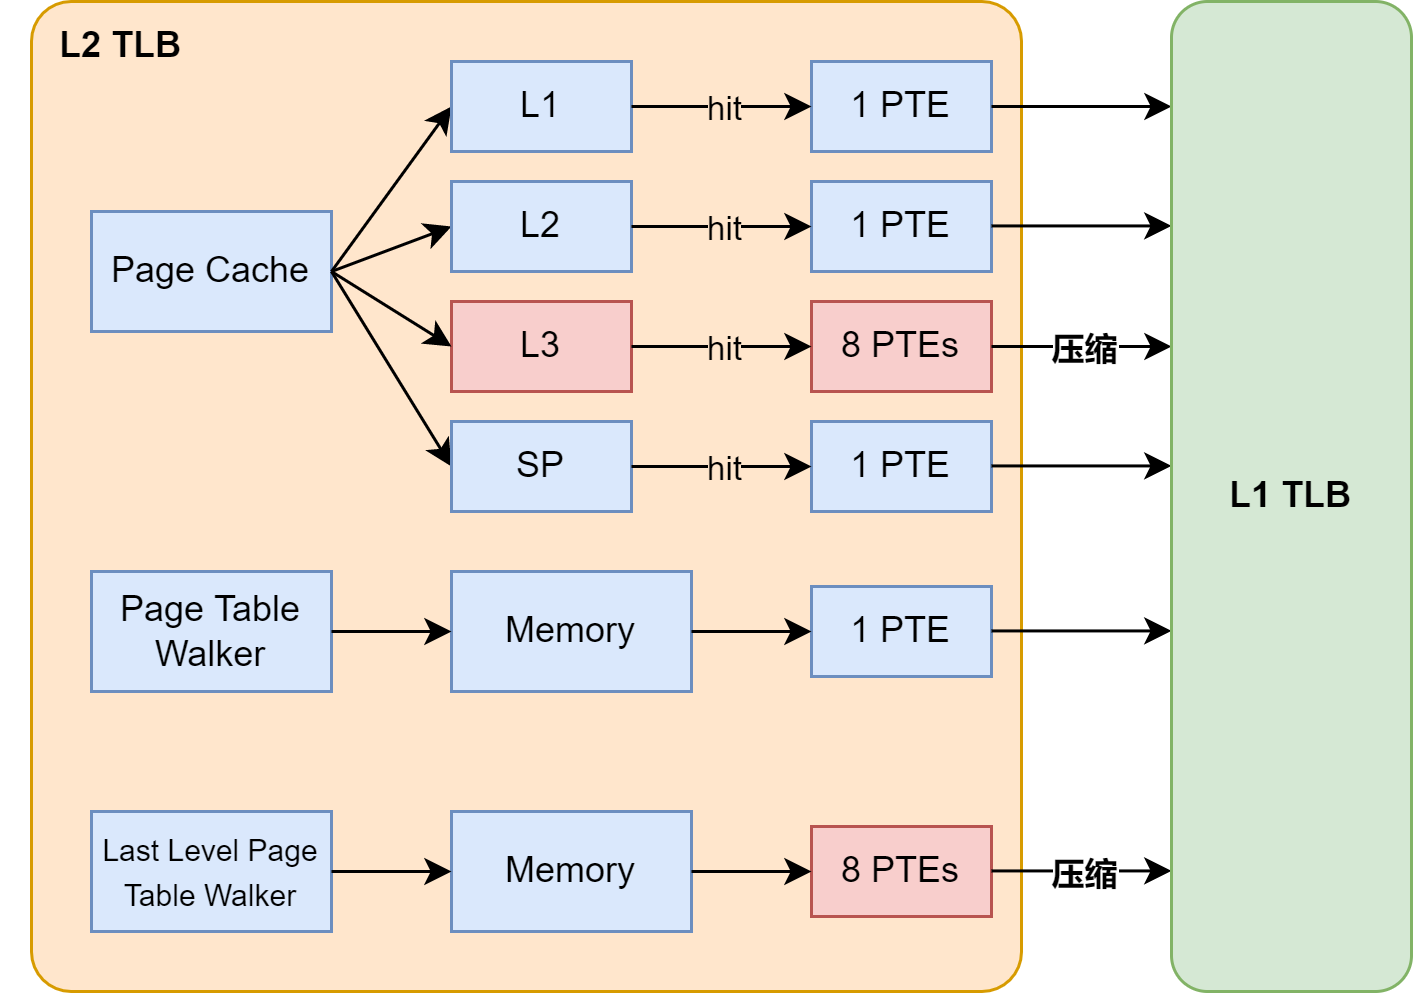 L2 TLB
Page Cache
L1
hit
1 PTE
L2
hit
1 PTE
L3
hit
8 PTEs
压缩
SP
hit
1 PTE
Page Table
Walker
Memory
1 PTE
Last Level Page
Table Walker
Memory
8 PTEs
压缩
L1 TLB